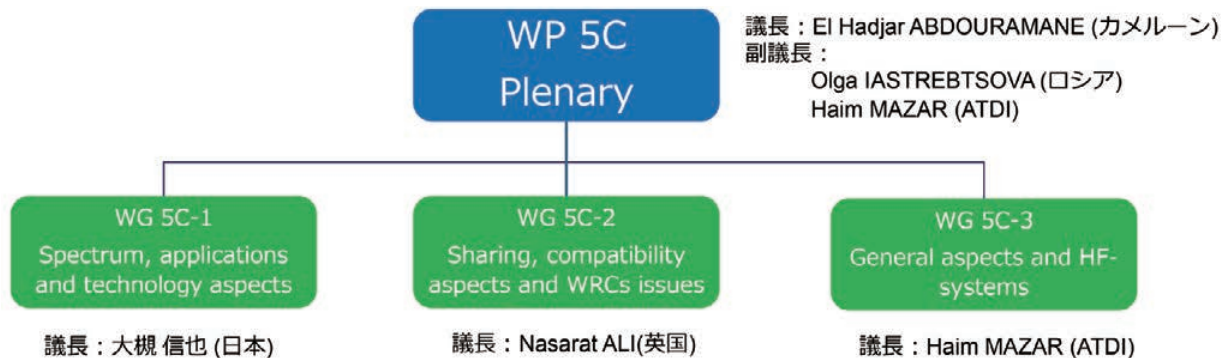 WP 5C
Plenary
議長：El Hadjar ABDOURAMANE (カメルーン)
副議長：
Olga IASTREBTSOVA (ロシア)
Haim MAZAR (ATDI)
WG 5C-1
Spectrum, applications
and technology aspects
議長：大槻 信也 (日本)
WG 5C-2
Sharing, compatibility
aspects and WRCs issues
議長：Nasarat ALI(英国)
WG 5C-3
General aspects and HF-
systems
議長：Haim MAZAR (ATDI)